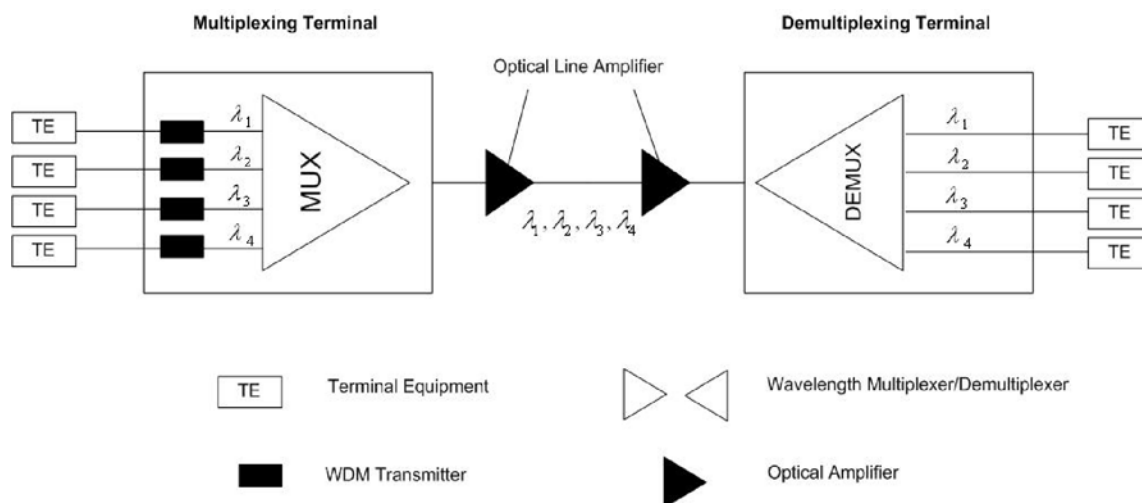 Multiplexing Terminal
Demultiplexing Terminal
Optical Line Amplifier
TE
TE
TE
TE
λ1
λ2
λ3
λ4
MUX
λ1, λ2, λ3, λ4
DEMUX
λ1
λ2
λ3
λ4
TE
TE
TE
TE
TE
Terminal Equipment
Wavelength Multiplexer/Demultiplexer
WDM Transmitter
Optical Amplifier